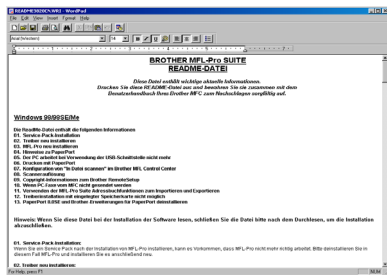 README3820CN.WRI - WordPad
File Edit View Insert Format Help
Arial (Western) 14
BROTHER MFL-Pro SUITE
README-DATEI
Diese Datei enthält wichtige aktuelle Informationen.
Drucken Sie diese README-Datei aus und bewahren Sie sie zusammen mit dem
Benutzerhandbuch Ihres Brother MFC zum Nachschlagen sorgfältig auf.
Windows 98/98SE/Me
Die ReadMe-Datei enthält die folgenden Informationen
01. Service-Pack-Installation
02. Treiber neu installieren
03. MFL-Pro neu installieren
04. Hinweise zu PaperPort
05. Der PC arbeitet bei Verwendung der USB-Schnittstelle nicht mehr
06. Drucken mit PaperPort
07. Konfiguration von "In Datei scannen" im Brother MFL Control Center
08. Scannerauflösung
09. Copyright-Informationen zum Brother RemoteSetup
10. Wenn PC Faxe vom MFC nicht gesendet werden
11. Verwenden der MFL-Pro Suite Adressbuchfunktionen zum Importieren und Exportieren
12. Treiberinstallation mit eingelegter Speicherkarte nicht möglich
13. PaperPort 8.0SE und Brother Erweiterungen für PaperPort deinstallieren
Hinweis: Wenn Sie diese Datei bei der Installation der Software lesen, schließen Sie die Datei bitte nach dem Durchlesen, um die Installation
abzuschließen.
01. Service-Pack-Installation:
Wenn Sie ein Service Pack nach der Installation von MFL-Pro installieren, kann es vorkommen, dass MFL-Pro nicht mehr richtig arbeitet. Bitte deinstallieren Sie in
diesem Fall MFL-Pro und installieren Sie es anschließend neu.
02. Treiber neu installieren:
For Help, press F1
NUM